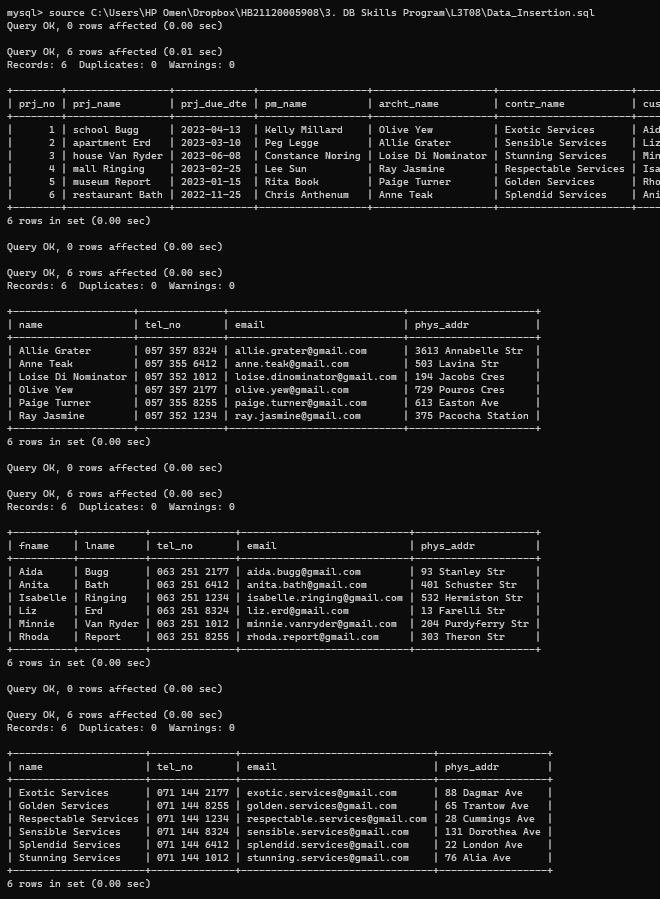 mysql> source C:\Users\HP Omen\Dropbox\HB21120005908\3. DB Skills Program\L3T08\Data_Insertion.sql
Query OK, 0 rows affected (0.00 sec)

Query OK, 6 rows affected (0.01 sec)
Records: 6  Duplicates: 0  Warnings: 0

| prj_no | prj_name        | prj_due_dte | pm_name          | archt_name         | contr_name           | cus
|      1 | school Bugg     | 2023-04-13  | Kelly Millard    | Olive Yew          | Exotic Services      | Aid
|      2 | apartment Erd   | 2023-03-10  | Peg Legge        | Allie Grater       | Sensible Services    | Liz
|      3 | house Van Ryder | 2023-06-08  | Constance Noring | Loise Di Nominator | Stunning Services    | Min
|      4 | mall Ringing    | 2023-02-25  | Lee Sun          | Ray Jasmine        | Respectable Services | Isa
|      5 | museum Report   | 2023-01-15  | Rita Book        | Paige Turner       | Golden Services      | Rho
|      6 | restaurant Bath | 2022-11-25  | Chris Anthenum   | Anne Teak          | Splendid Services    | Ani
6 rows in set (0.00 sec)

Query OK, 0 rows affected (0.00 sec)

Query OK, 6 rows affected (0.00 sec)
Records: 6  Duplicates: 0  Warnings: 0

| name               | tel_no       | email                      | phys_addr           |
| Allie Grater       | 057 357 8324 | allie.grater@gmail.com     | 3613 Annabelle Str  |
| Anne Teak          | 057 355 6412 | anne.teak@gmail.com        | 503 Lavina Str      |
| Loise Di Nominator | 057 352 1012 | loise.dinominator@gmail.com | 194 Jacobs Cres     |
| Olive Yew          | 057 357 2177 | olive.yew@gmail.com        | 729 Pouros Cres     |
| Paige Turner       | 057 355 8255 | paige.turner@gmail.com     | 613 Easton Ave      |
| Ray Jasmine        | 057 352 1234 | ray.jasmine@gmail.com      | 375 Pacocha Station |
6 rows in set (0.00 sec)

Query OK, 0 rows affected (0.00 sec)

Query OK, 6 rows affected (0.00 sec)
Records: 6  Duplicates: 0  Warnings: 0

| fname    | lname     | tel_no       | email                      | phys_addr          |
| Aida     | Bugg      | 063 251 2177 | aida.bugg@gmail.com        | 93 Stanley Str     |
| Anita    | Bath      | 063 251 6412 | anita.bath@gmail.com       | 401 Schuster Str   |
| Isabelle | Ringing   | 063 251 1234 | isabelle.ringing@gmail.com | 532 Hermiston Str  |
| Liz      | Erd       | 063 251 8324 | liz.erd@gmail.com          | 13 Farelli Str     |
| Minnie   | Van Ryder | 063 251 1012 | minnie.vanryder@gmail.com  | 204 Purdyferry Str |
| Rhoda    | Report    | 063 251 8255 | rhoda.report@gmail.com     | 303 Theron Str     |
6 rows in set (0.00 sec)

Query OK, 0 rows affected (0.00 sec)

Query OK, 6 rows affected (0.00 sec)
Records: 6  Duplicates: 0  Warnings: 0

| name                 | tel_no       | email                          | phys_addr        |
| Exotic Services      | 071 144 2177 | exotic.services@gmail.com      | 88 Dagmar Ave    |
| Golden Services      | 071 144 8255 | golden.services@gmail.com      | 65 Trantow Ave   |
| Respectable Services | 071 144 1234 | respectable.services@gmail.com | 28 Cummings Ave  |
| Sensible Services    | 071 144 8324 | sensible.services@gmail.com    | 131 Dorothea Ave |
| Splendid Services    | 071 144 6412 | splendid.services@gmail.com    | 22 London Ave    |
| Stunning Services    | 071 144 1012 | stunning.services@gmail.com    | 76 Alia Ave      |
6 rows in set (0.00 sec)